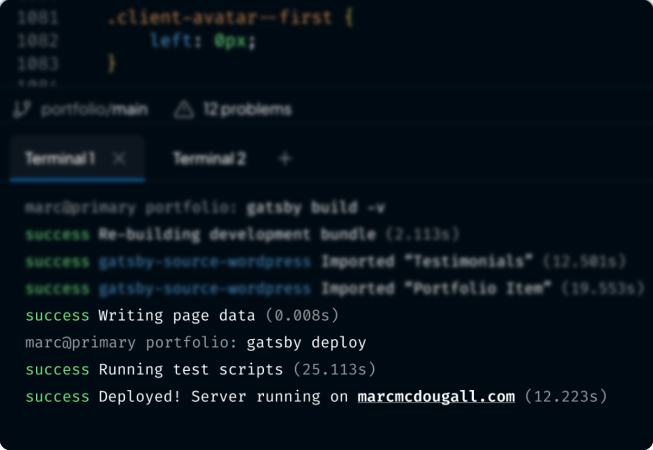 1081 .client-avatar--first {
1082 left: 0px;
1083 }
portfolio/main 12 problems
Terminal 1 Terminal 2
marc@primary portfolio: gatsby build -v
success Re-building development bundle (2.113s)
success gatsby-source-wordpress Imported “Testimonials” (12.501s)
success gatsby-source-wordpress Imported “Portfolio Item” (19.553s)
success Writing page data (0.008s)
marc@primary portfolio: gatsby deploy
success Running test scripts (25.113s)
success Deployed! Server running on marcmcdougall.com (12.223s)